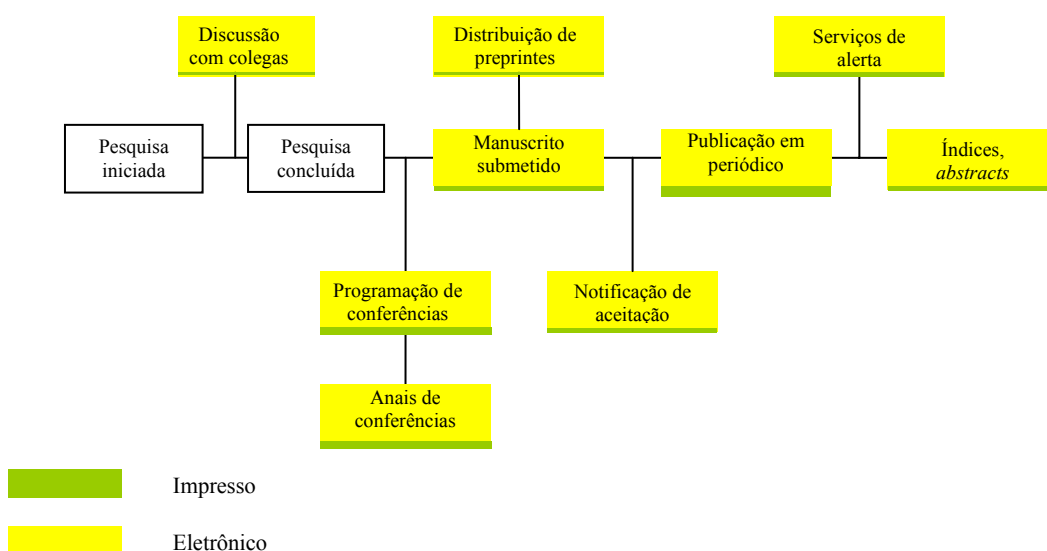 Discussão
com colegas
Distribuição de
preprintes
Serviços de
alerta
Pesquisa
iniciada
Pesquisa
concluída
Manuscrito
submetido
Publicação em
periódico
Índices,
abstracts
Programação de
conferências
Notificação de
aceitação
Anais de
conferências
Impresso
Eletrônico